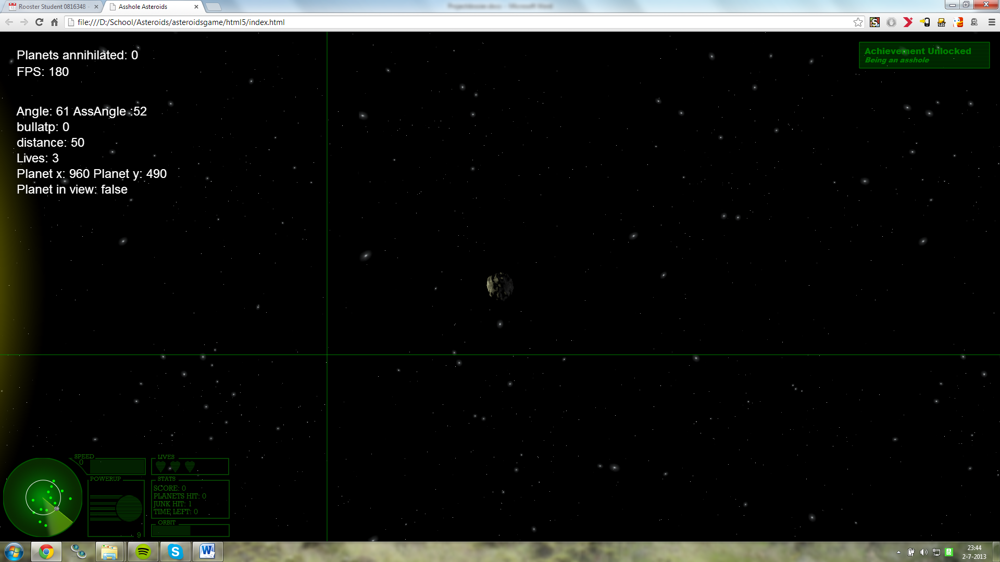 Rooster Student 0816348 -
Asshole Asteroids
file:///D:/School/Asteroids/asteroidsgame/html5/index.html
Planets annihilated: 0
FPS: 180
Achievement Unlocked
Being an asshole
Angle: 61 AssAngle :52
bullatp: 0
distance: 50
Lives: 3
Planet x: 960 Planet y: 490
Planet in view: false
SPEED
0
LIVES
POWERUP
9
STATS
SCORE: 0
PLANETS HIT: 0
JUNK HIT: 1
TIME LEFT: 0
ORBIT
23:44
2-7-2013